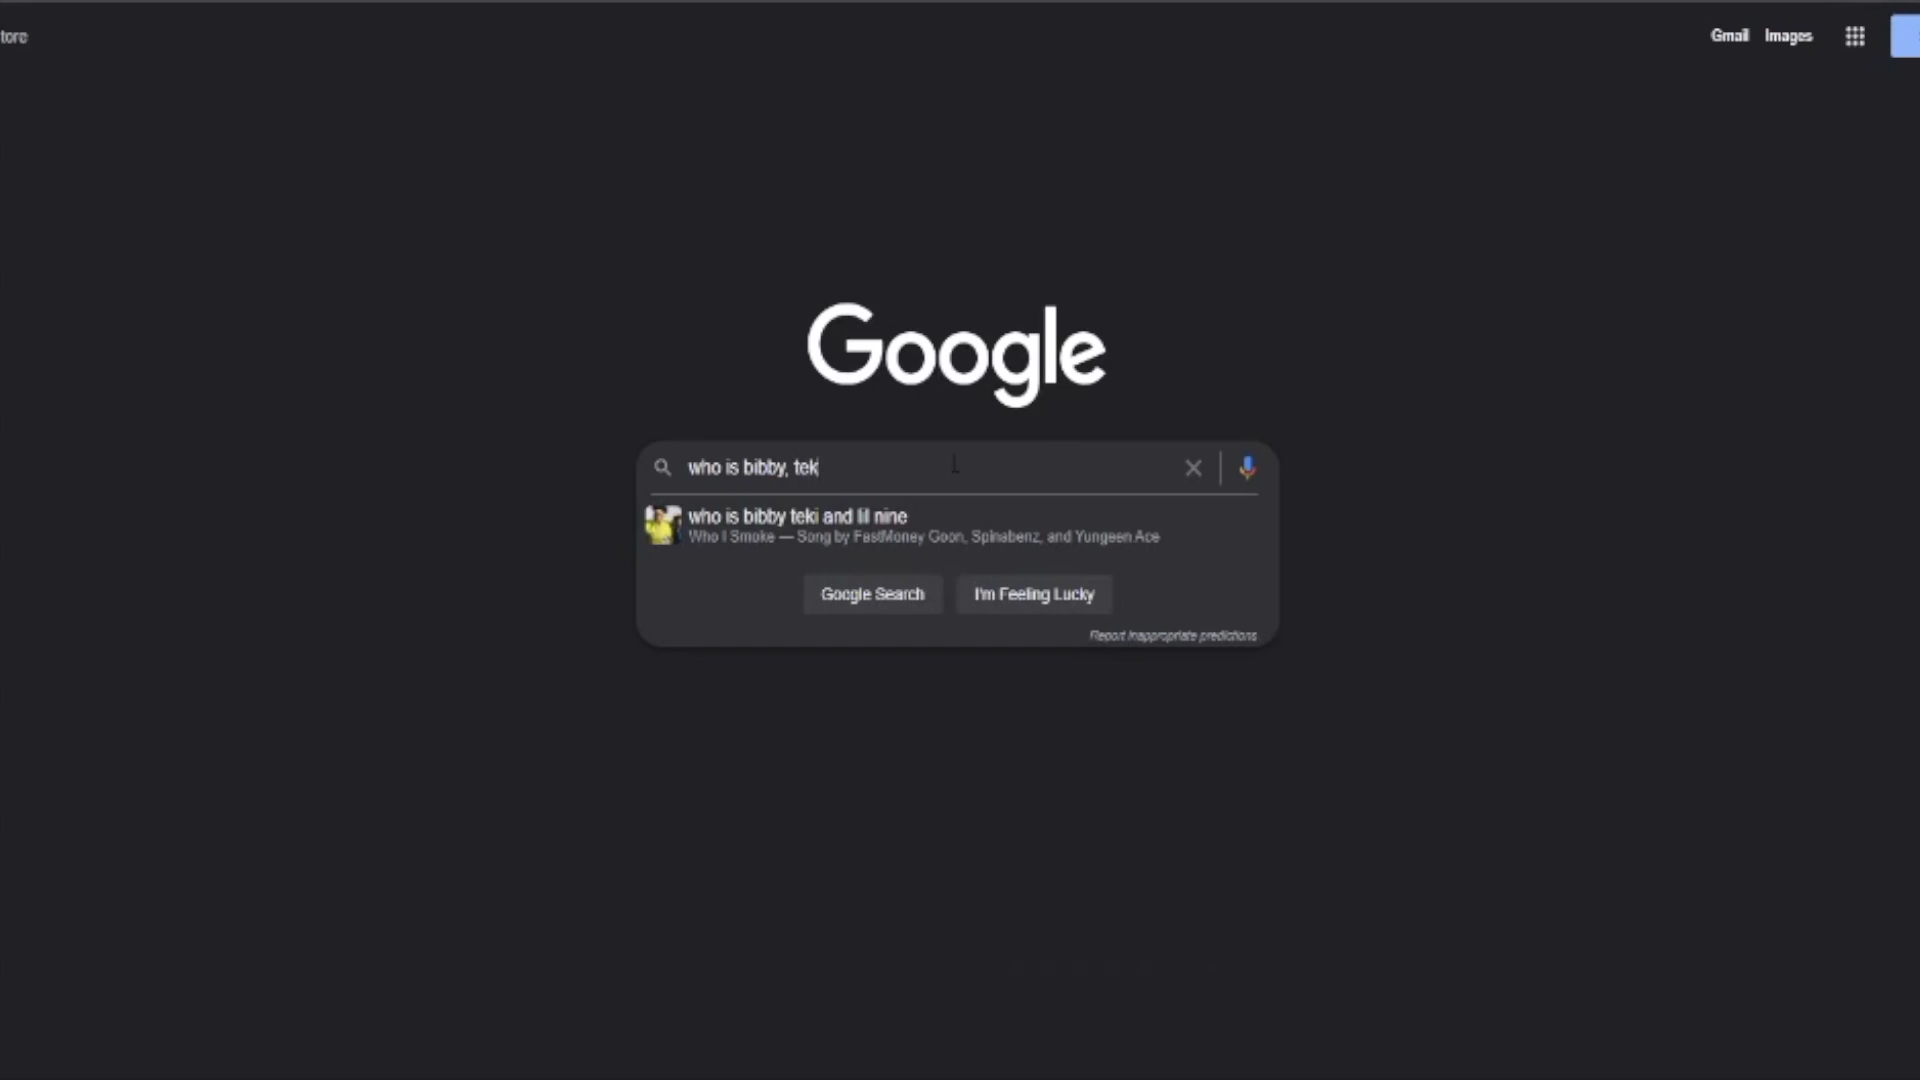 tore
Gmail Images
Google
who is bibby, tek
who is bibby teki and lil nine
Who I Smoke — Song by FastMoney Goon, Spinabenz, and Yungeen Ace
Google Search I'm Feeling Lucky
Report inappropriate predictions